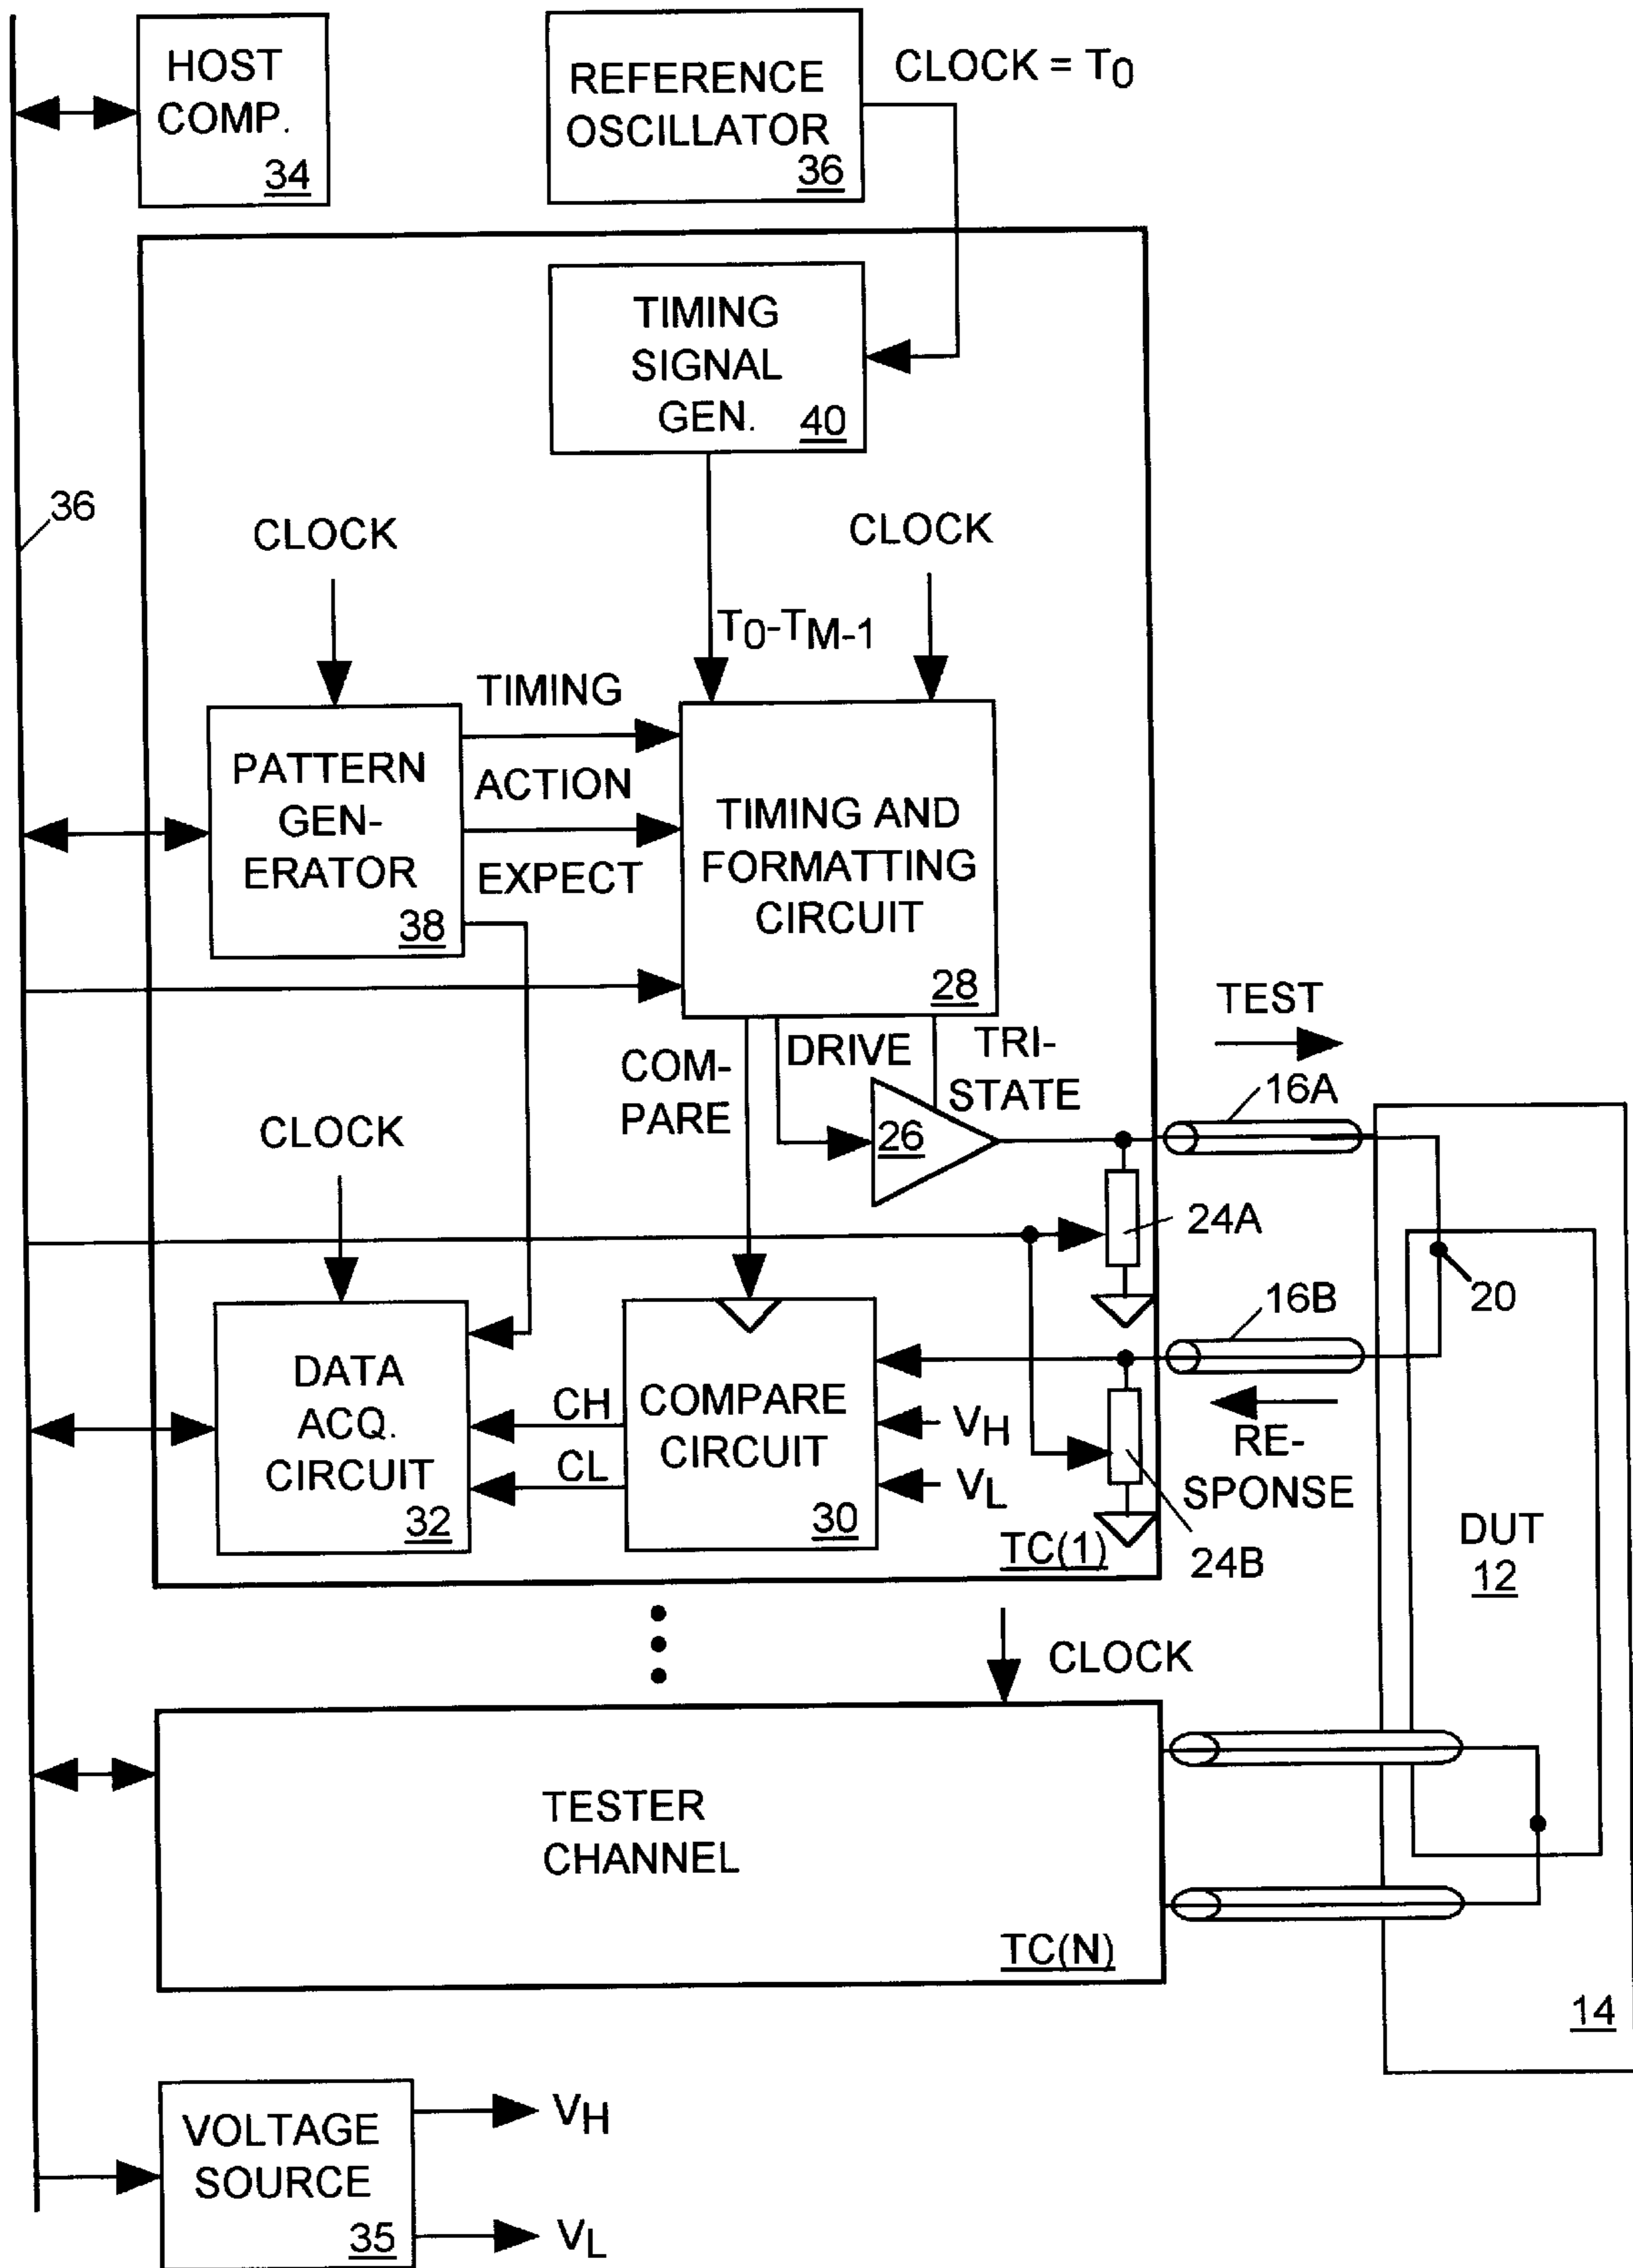 HOST
COMP.
34
REFERENCE
OSCILLATOR
36
CLOCK = T0
TIMING
SIGNAL
GEN.
40
36
CLOCK
CLOCK
T0-TM-1
TIMING
ACTION
EXPECT
PATTERN
GEN-
ERATOR
38
TIMING AND
FORMATTING
CIRCUIT
28
TEST
COM-
PARE
DRIVE
TRI-
STATE
26
16A
CLOCK
24A
20
16B
DATA
ACQ.
CIRCUIT
32
CH
CL
COMPARE
CIRCUIT
30
VH
VL
RE-
SPONSE
24B
TC(1)
DUT
12
CLOCK
TESTER
CHANNEL
TC(N)
14
VOLTAGE
SOURCE
35
VH
VL